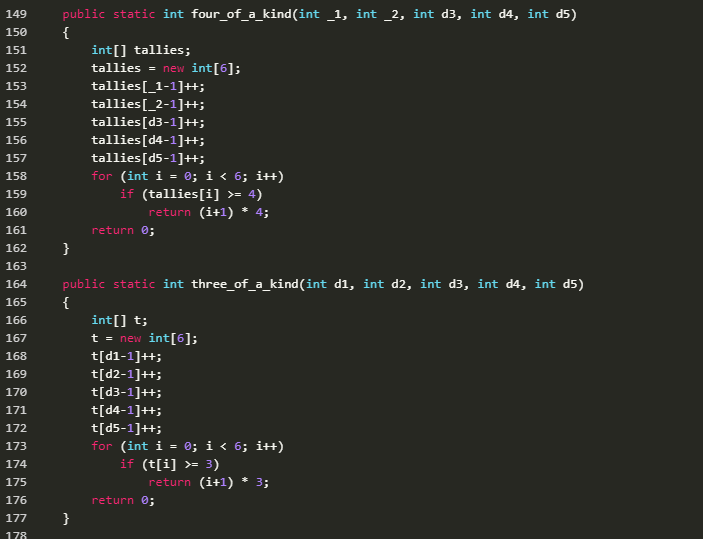 149 public static int four_of_a_kind(int _1, int _2, int d3, int d4, int d5)
150 {
151 int[] tallies;
152 tallies = new int[6];
153 tallies[_1-1]++;
154 tallies[_2-1]++;
155 tallies[d3-1]++;
156 tallies[d4-1]++;
157 tallies[d5-1]++;
158 for (int i = 0; i < 6; i++)
159 if (tallies[i] >= 4)
160 return (i+1) * 4;
161 return 0;
162 }
163
164 public static int three_of_a_kind(int d1, int d2, int d3, int d4, int d5)
165 {
166 int[] t;
167 t = new int[6];
168 t[d1-1]++;
169 t[d2-1]++;
170 t[d3-1]++;
171 t[d4-1]++;
172 t[d5-1]++;
173 for (int i = 0; i < 6; i++)
174 if (t[i] >= 3)
175 return (i+1) * 3;
176 return 0;
177 }
178